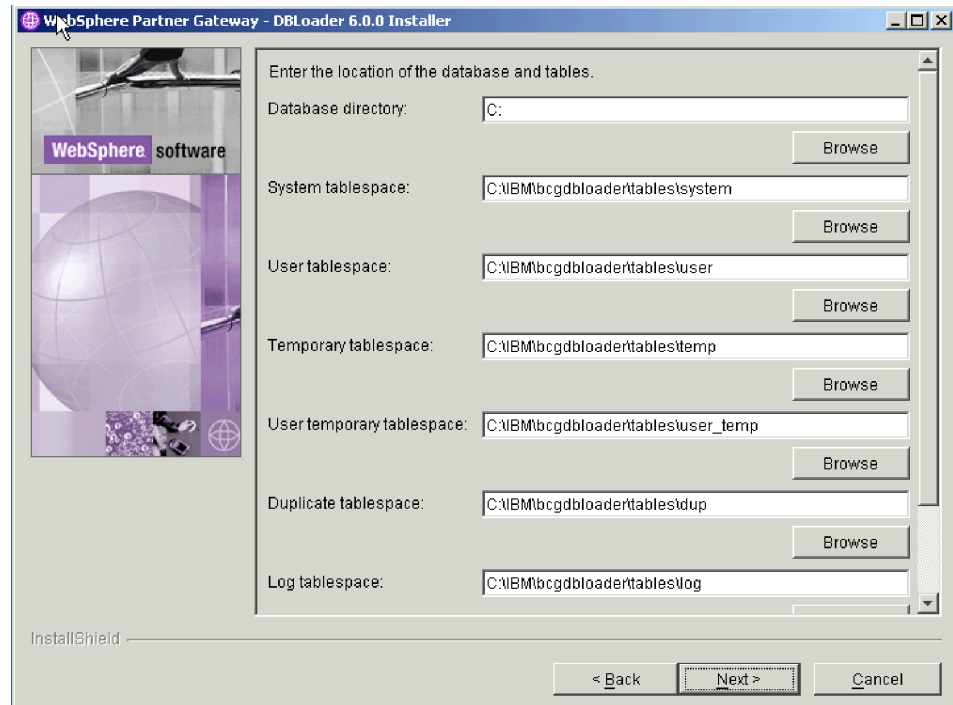 WebSphere Partner Gateway - DBLoader 6.0.0 Installer
WebSphere software
Enter the location of the database and tables.
Database directory: C:
Browse
System tablespace: C:\IBM\bcgdbloader\tables\system
Browse
User tablespace: C:\IBM\bcgdbloader\tables\user
Browse
Temporary tablespace: C:\IBM\bcgdbloader\tables\temp
Browse
User temporary tablespace: C:\IBM\bcgdbloader\tables\user_temp
Browse
Duplicate tablespace: C:\IBM\bcgdbloader\tables\dup
Browse
Log tablespace: C:\IBM\bcgdbloader\tables\log
InstallShield
< Back Next > Cancel